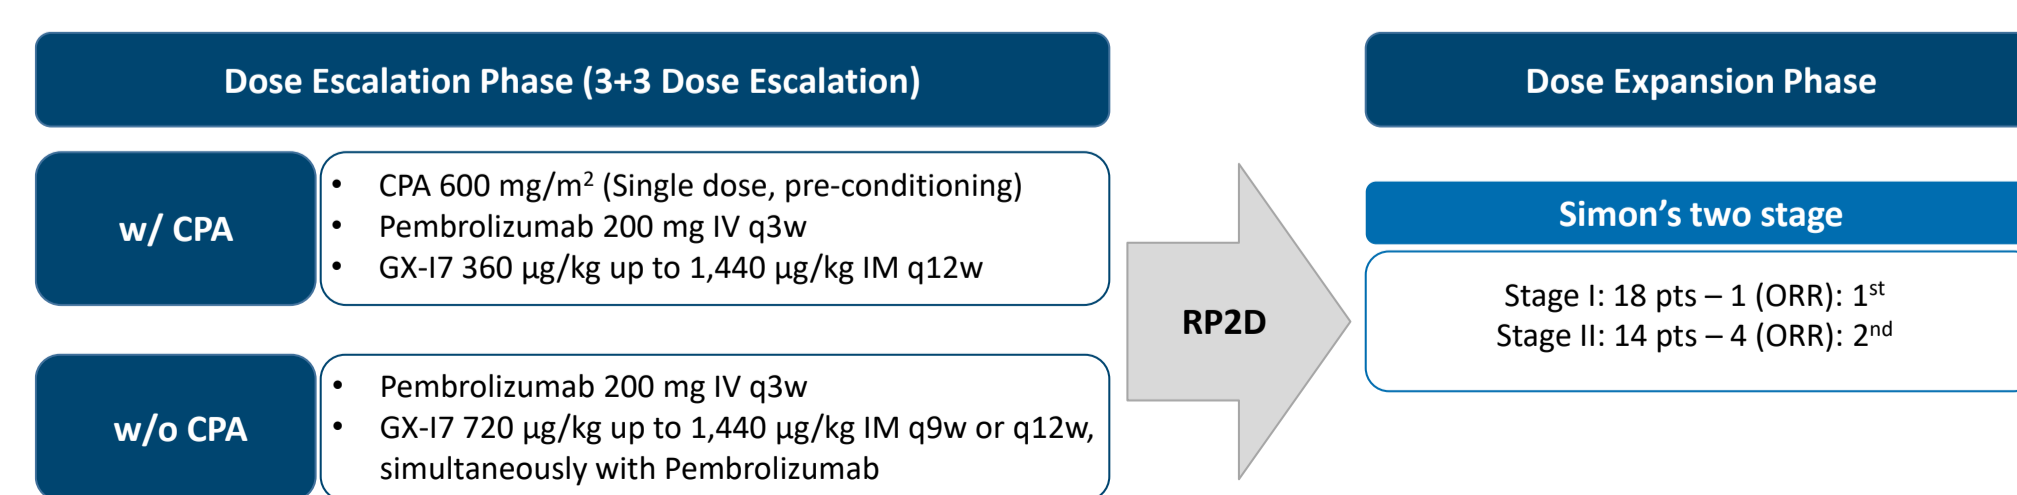 Dose Escalation Phase (3+3 Dose Escalation)
w/ CPA
• CPA 600 mg/m² (Single dose, pre-conditioning)
• Pembrolizumab 200 mg IV q3w
• GX-I7 360 µg/kg up to 1,440 µg/kg IM q12w
w/o CPA
• Pembrolizumab 200 mg IV q3w
• GX-I7 720 µg/kg up to 1,440 µg/kg IM q9w or q12w,
simultaneously with Pembrolizumab
RP2D
Dose Expansion Phase
Simon’s two stage
Stage I: 18 pts – 1 (ORR): 1st
Stage II: 14 pts – 4 (ORR): 2nd